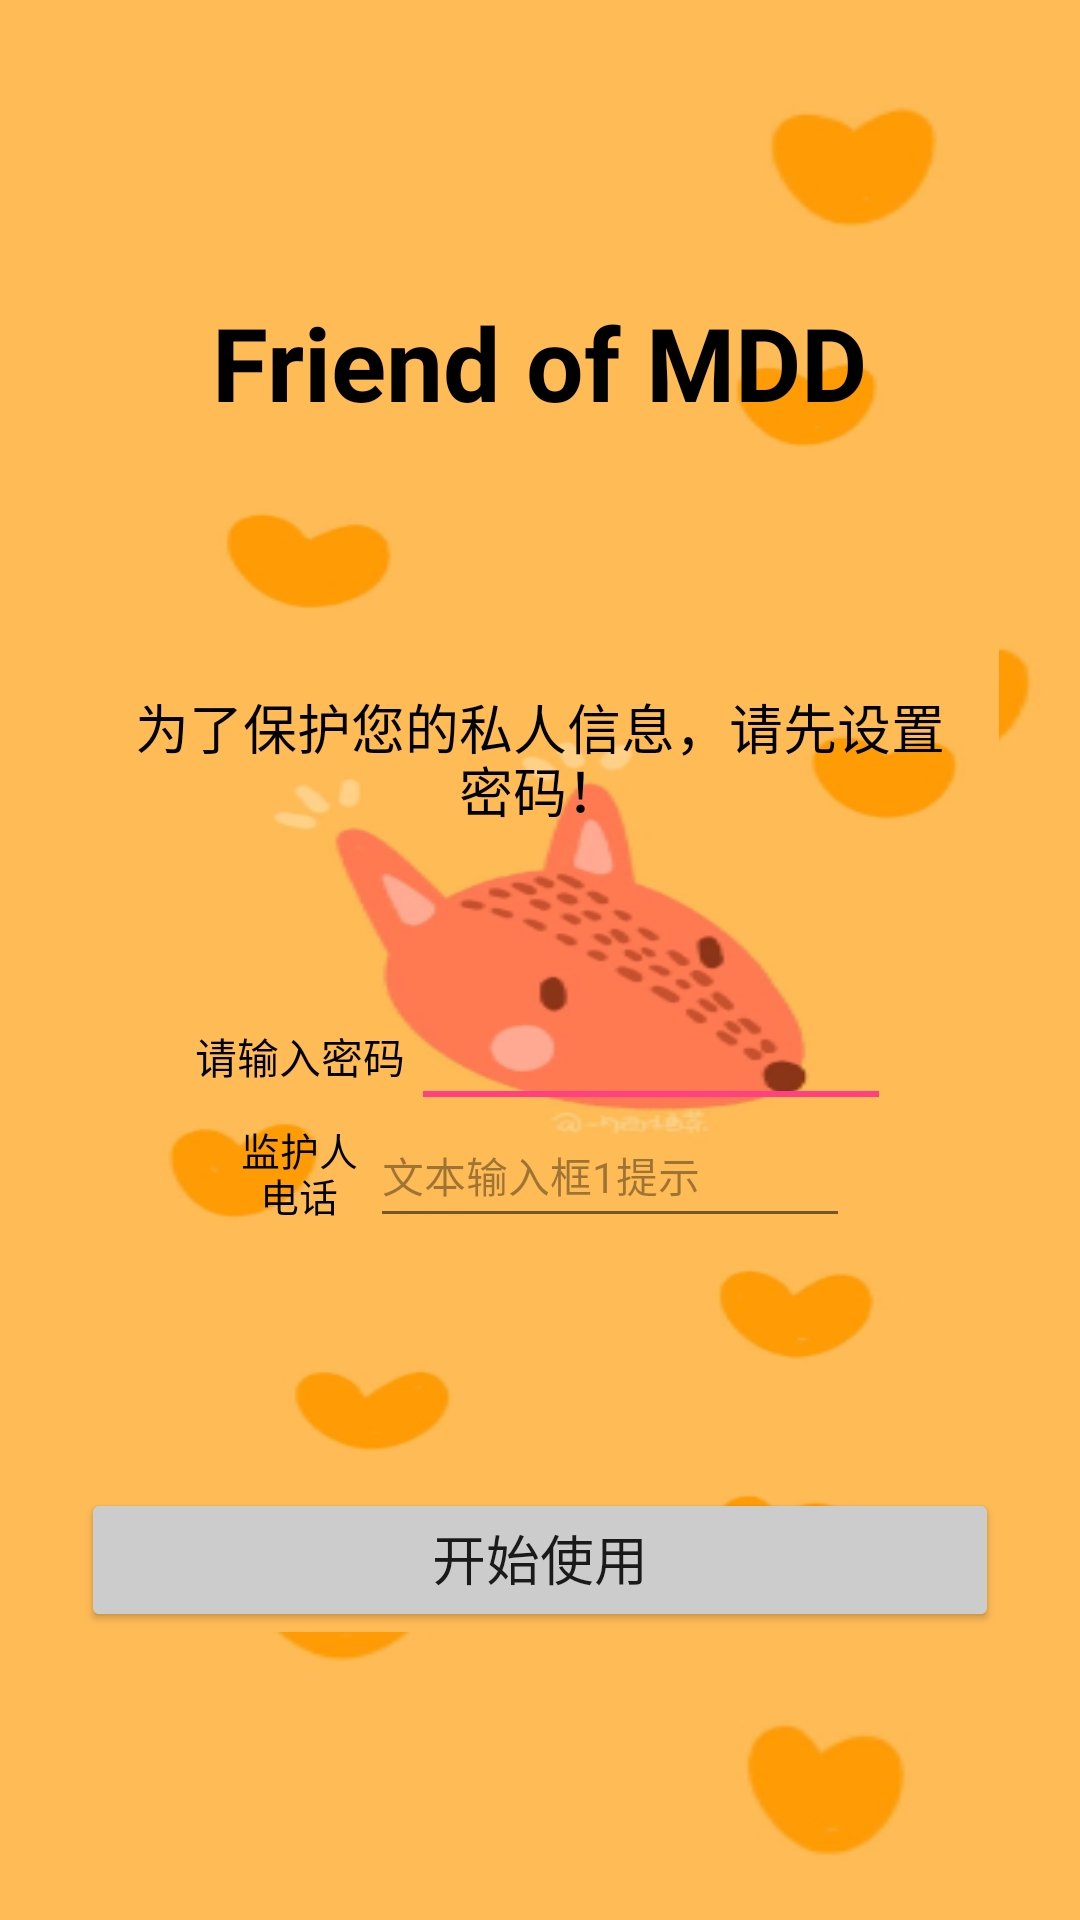 Friend of MDD
为了保护您的私人信息，请先设置
密码！
请输入密码
监护人
电话
文本输入框1提示
开始使用